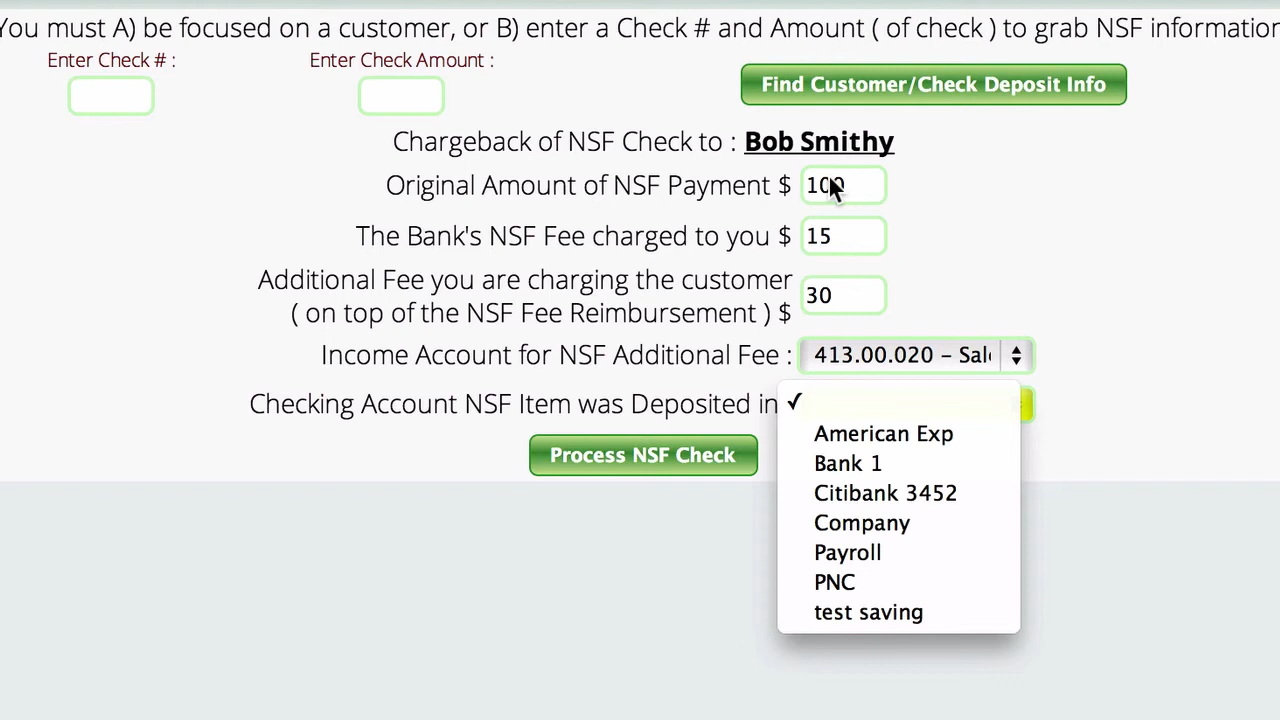 You must A) be focused on a customer, or B) enter a Check # and Amount ( of check ) to grab NSF information
Enter Check # : Enter Check Amount :
Find Customer/Check Deposit Info
Chargeback of NSF Check to : Bob Smithy
Original Amount of NSF Payment $ 100
The Bank's NSF Fee charged to you $ 15
Additional Fee you are charging the customer
( on top of the NSF Fee Reimbursement ) $ 30
Income Account for NSF Additional Fee : 413.00.020 – Sal
Checking Account NSF Item was Deposited in ✓
American Exp
Process NSF Check
Bank 1
Citibank 3452
Company
Payroll
PNC
test saving